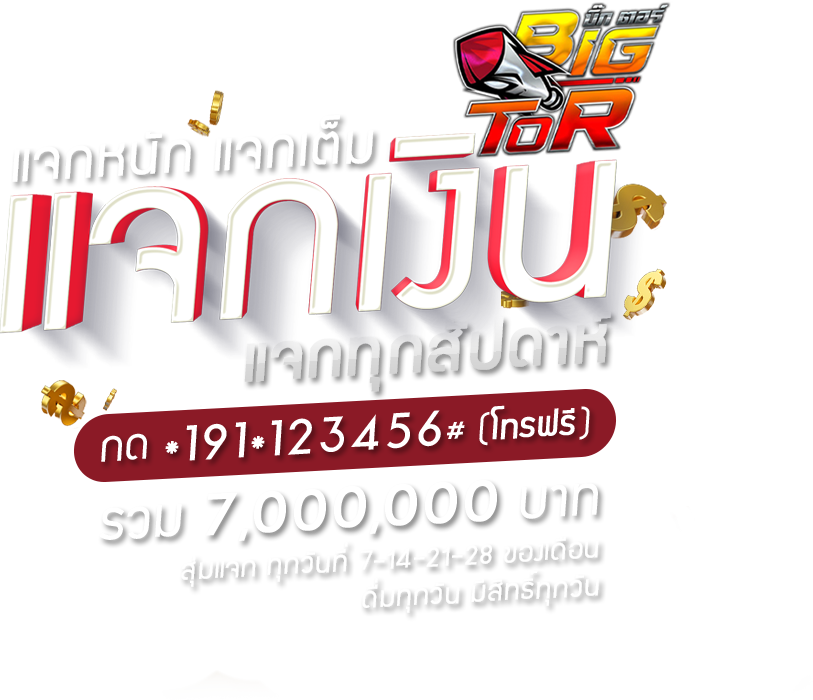 บิ๊ก ตอร์
BIG
TOR
แจกหนัก แจกเต็ม
แจกเงิน
แจกทุกสัปดาห์
กด *191*123456# (โทรฟรี)
รวม 7,000,000 บาท
สุ่มแจก ทุกวันที่ 7-14-21-28 ของเดือน
ดื่มทุกวัน มีสิทธิ์ทุกวัน